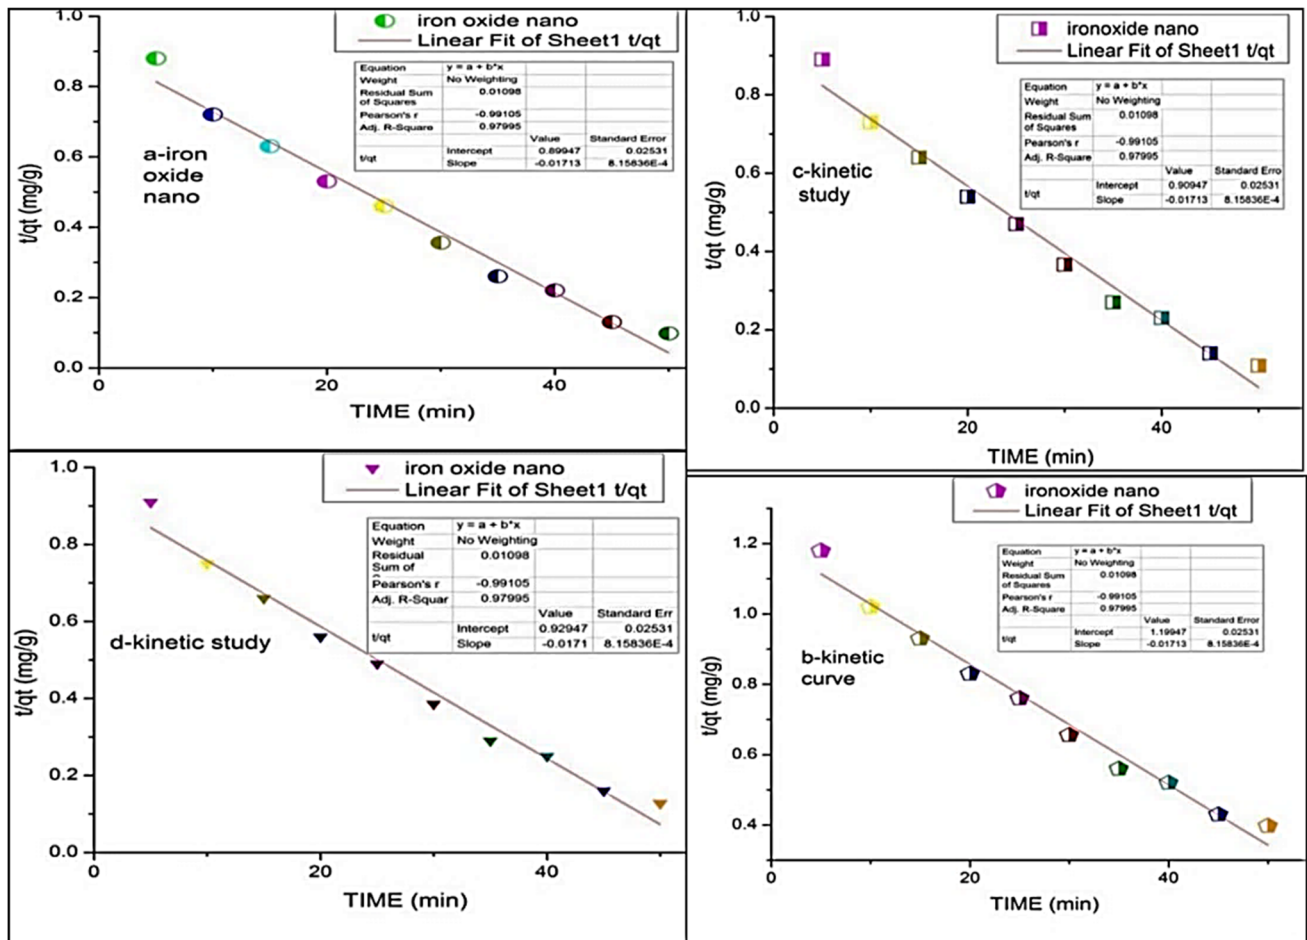 iron oxide nano
Linear Fit of Sheet1 t/qt
Equation y = a + b*x
Weight No Weighting
Residual Sum of Squares 0.01098
Pearson's r -0.99105
Adj. R-Square 0.97995
Value Standard Error
t/qt Intercept 0.89947 0.02531
Slope -0.01713 8.15836E-4
a-iron
oxide
nano
1.0
0.8
0.6
0.4
0.2
0.0
0 20 40
t/qt (mg/g)
TIME (min)
ironoxide nano
Linear Fit of Sheet1 t/qt
Equation y = a + b*x
Weight No Weighting
Residual Sum of Squares 0.01098
Pearson's r -0.99105
Adj. R-Square 0.97995
Value Standard Erro
t/qt Intercept 0.90947 0.02531
Slope -0.01713 8.15836E-4
c-kinetic
study
1.0
0.8
0.6
0.4
0.2
0.0
0 20 40
t/qt (mg/g)
TIME (min)
iron oxide nano
Linear Fit of Sheet1 t/qt
Equation y = a + b*x
Weight No Weighting
Residual Sum of 0.01098
Pearson's r -0.99105
Adj. R-Squar 0.97995
Value Standard Err
t/qt Intercept 0.92947 0.02531
Slope -0.0171 8.15836E-4
d-kinetic study
1.0
0.8
0.6
0.4
0.2
0.0
0 20 40
t/qt (mg/g)
TIME (min)
ironoxide nano
Linear Fit of Sheet1 t/qt
Equation y = a + b*x
Weight No Weighting
Residual Sum of Squares 0.01098
Pearson's r -0.99105
Adj. R-Square 0.97995
Value Standard Error
t/qt Intercept 1.19947 0.02531
Slope -0.01713 8.15836E-4
b-kinetic
curve
1.2
1.0
0.8
0.6
0.4
0 20 40
t/qt (mg/g)
TIME (min)